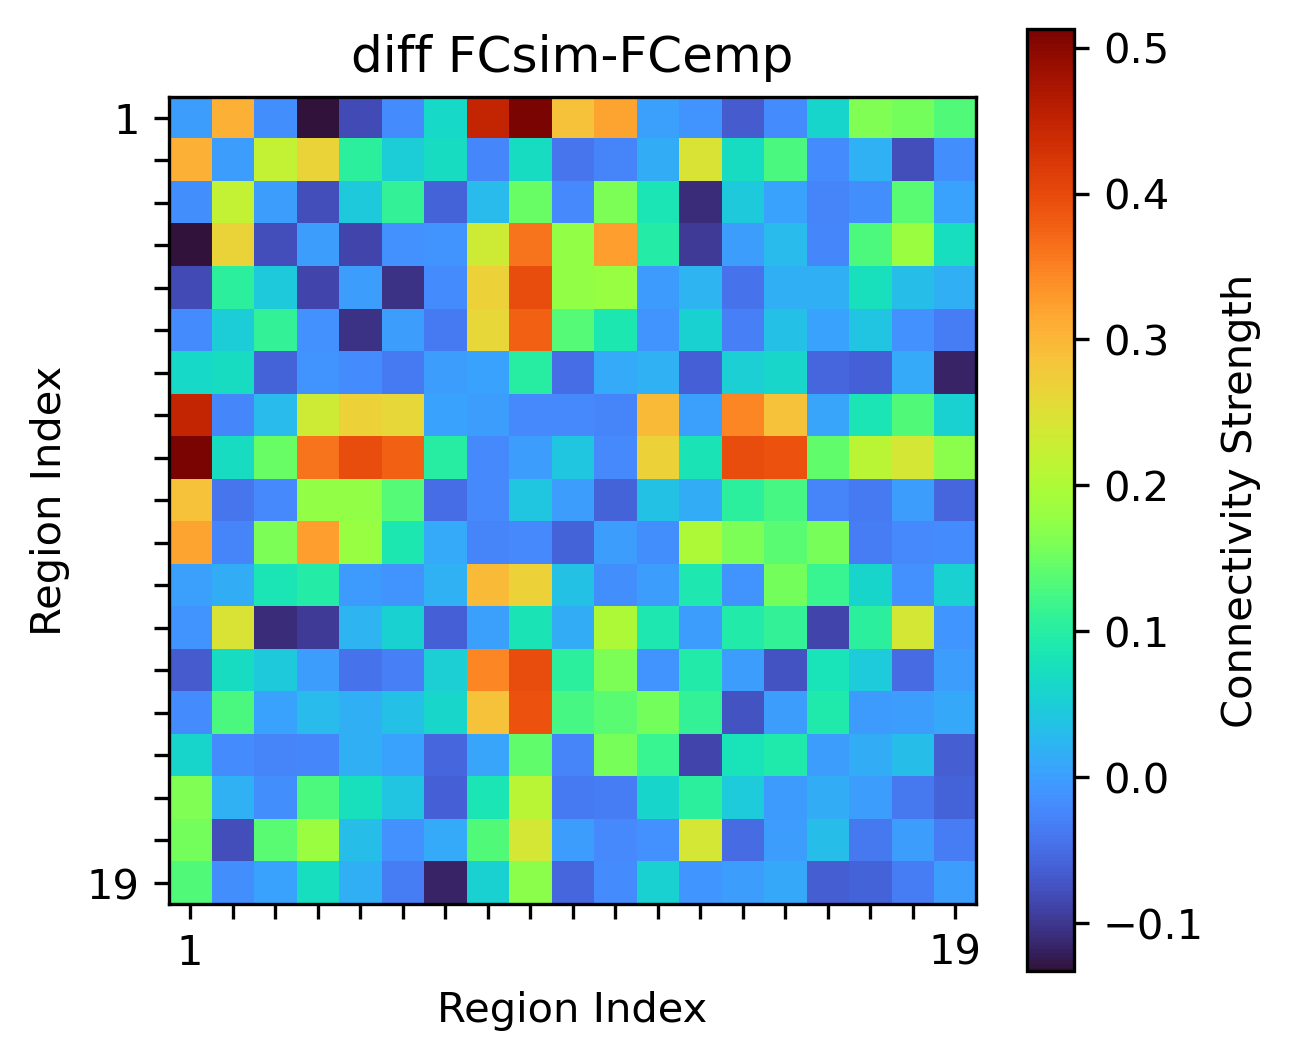 diff FCsim-FCemp
1
19
1
19
Region Index
Region Index
0.5
0.4
0.3
0.2
0.1
0.0
−0.1
Connectivity Strength